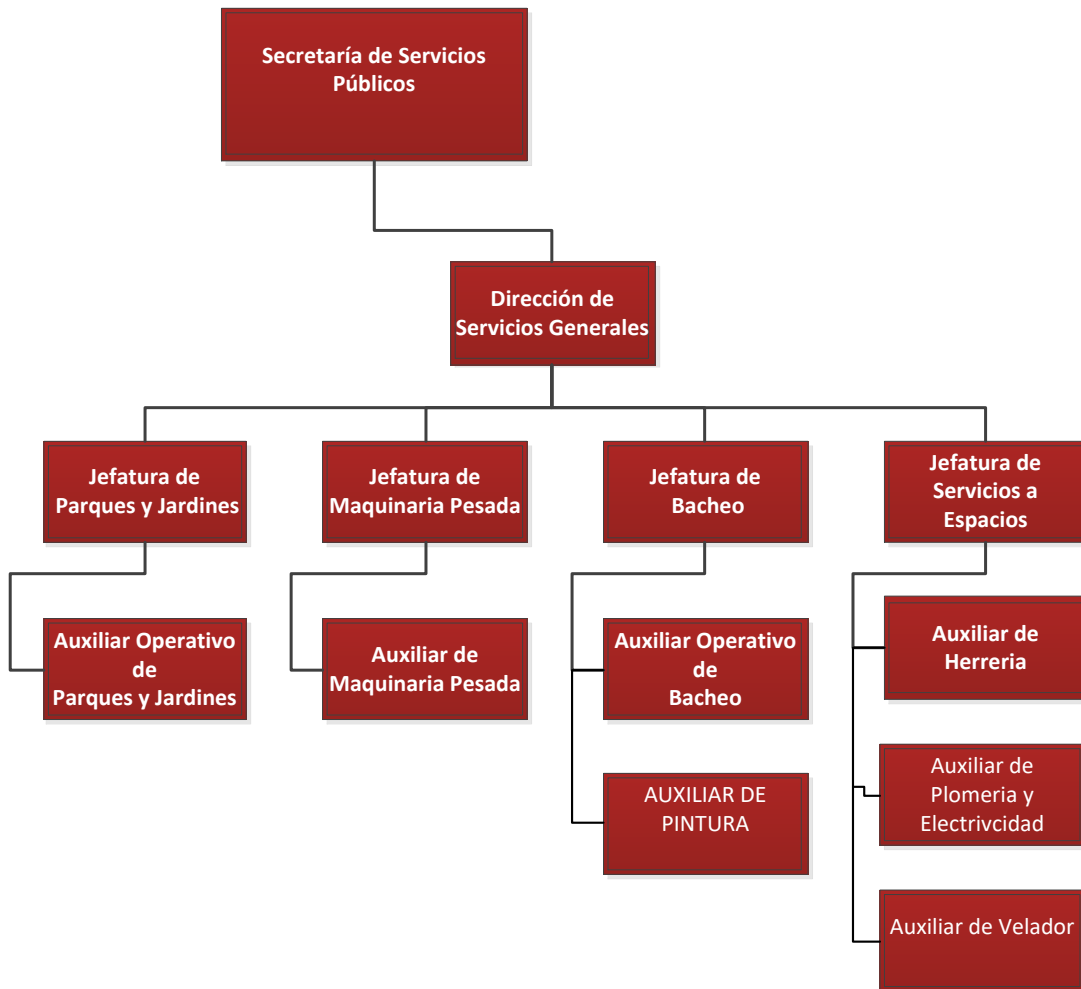 Secretaría de Servicios
Públicos
Dirección de
Servicios Generales
Jefatura de
Parques y Jardines
Jefatura de
Maquinaria Pesada
Jefatura de
Bacheo
Jefatura de
Servicios a
Espacios
Auxiliar Operativo
de
Parques y Jardines
Auxiliar de
Maquinaria Pesada
Auxiliar Operativo
de
Bacheo
Auxiliar de
Herreria
AUXILIAR DE
PINTURA
Auxiliar de
Plomeria y
Electrivcidad
Auxiliar de Velador